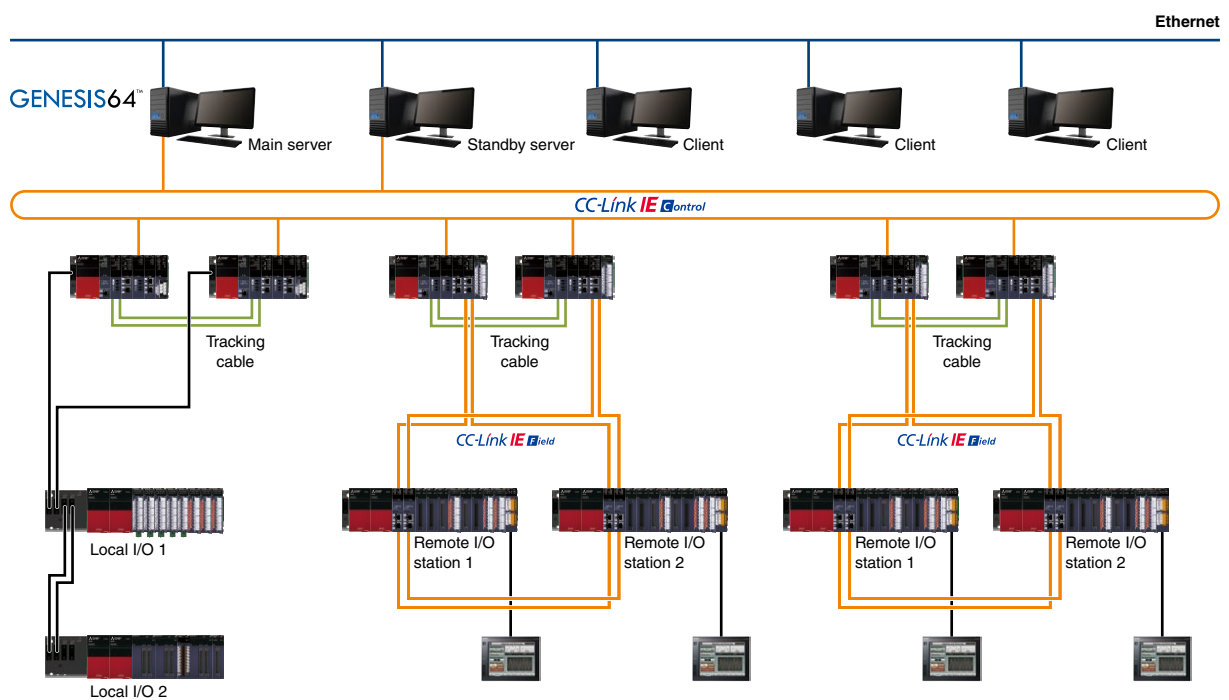 Ethernet
GENESIS64™
Main server
Standby server
Client
Client
Client
CC-Link IE Control
Tracking
cable
Tracking
cable
Tracking
cable
CC-Link IE Field
CC-Link IE Field
Local I/O 1
Remote I/O
station 1
Remote I/O
station 2
Remote I/O
station 1
Remote I/O
station 2
Local I/O 2